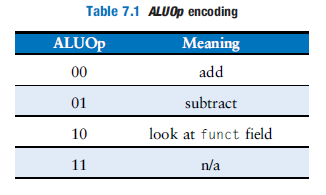 Table 7.1 ALUOp encoding
ALUOp Meaning
00 add
01 subtract
10 look at funct field
11 n/a